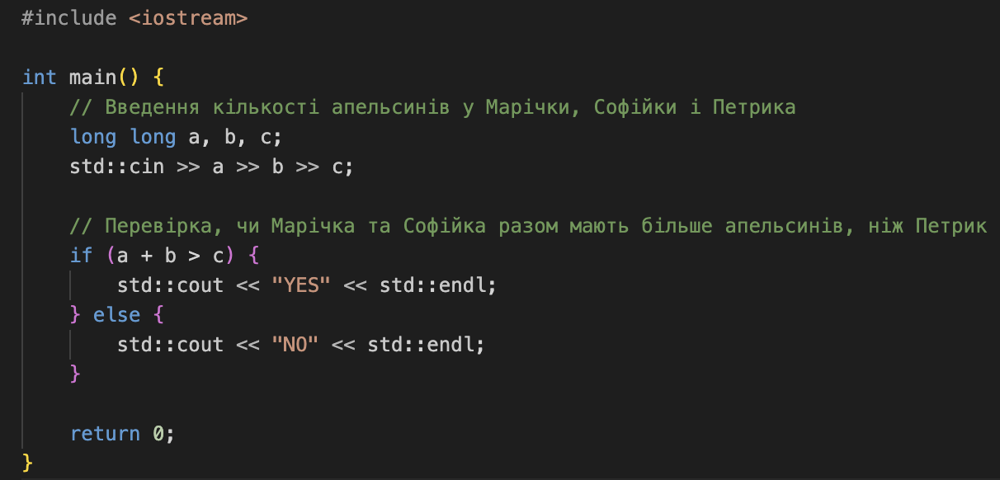 #include <iostream>

int main() {
    // Введення кількості апельсинів у Марічки, Софійки і Петрика
    long long a, b, c;
    std::cin >> a >> b >> c;

    // Перевірка, чи Марічка та Софійка разом мають більше апельсинів, ніж Петрик
    if (a + b > c) {
        std::cout << "YES" << std::endl;
    } else {
        std::cout << "NO" << std::endl;
    }

    return 0;
}